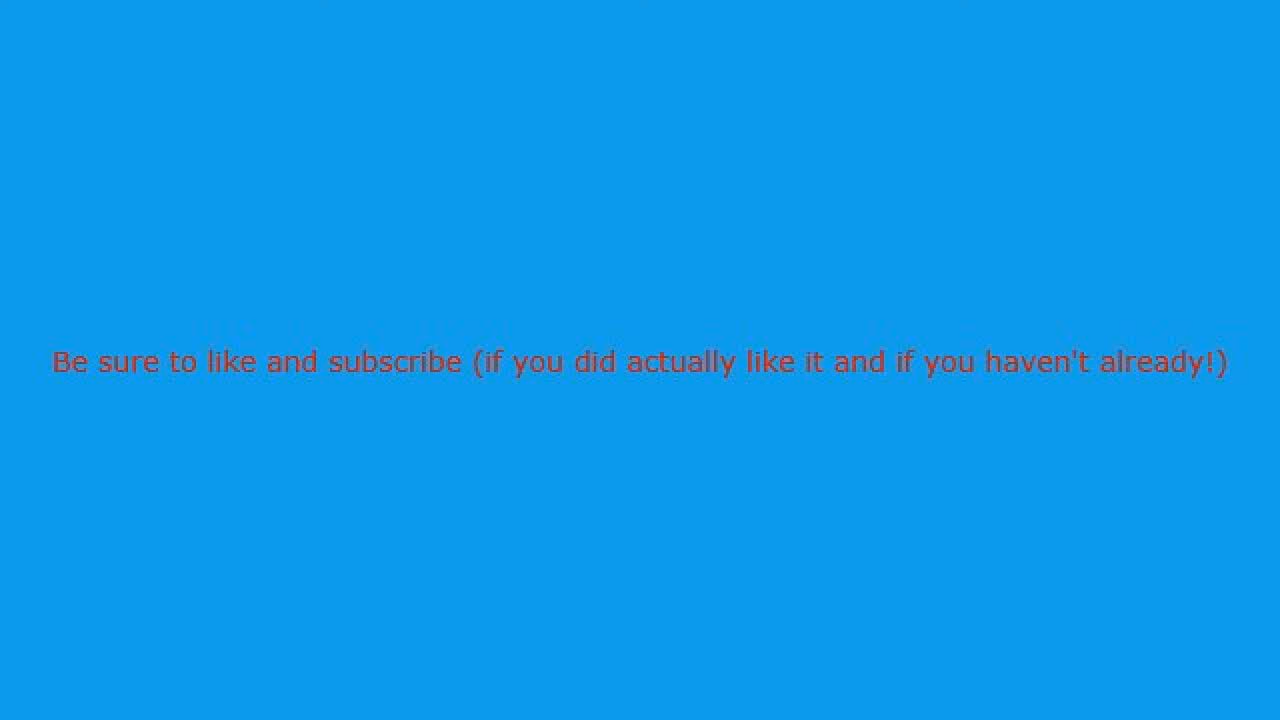 Be sure to like and subscribe (if you did actually like it and if you haven't already!)